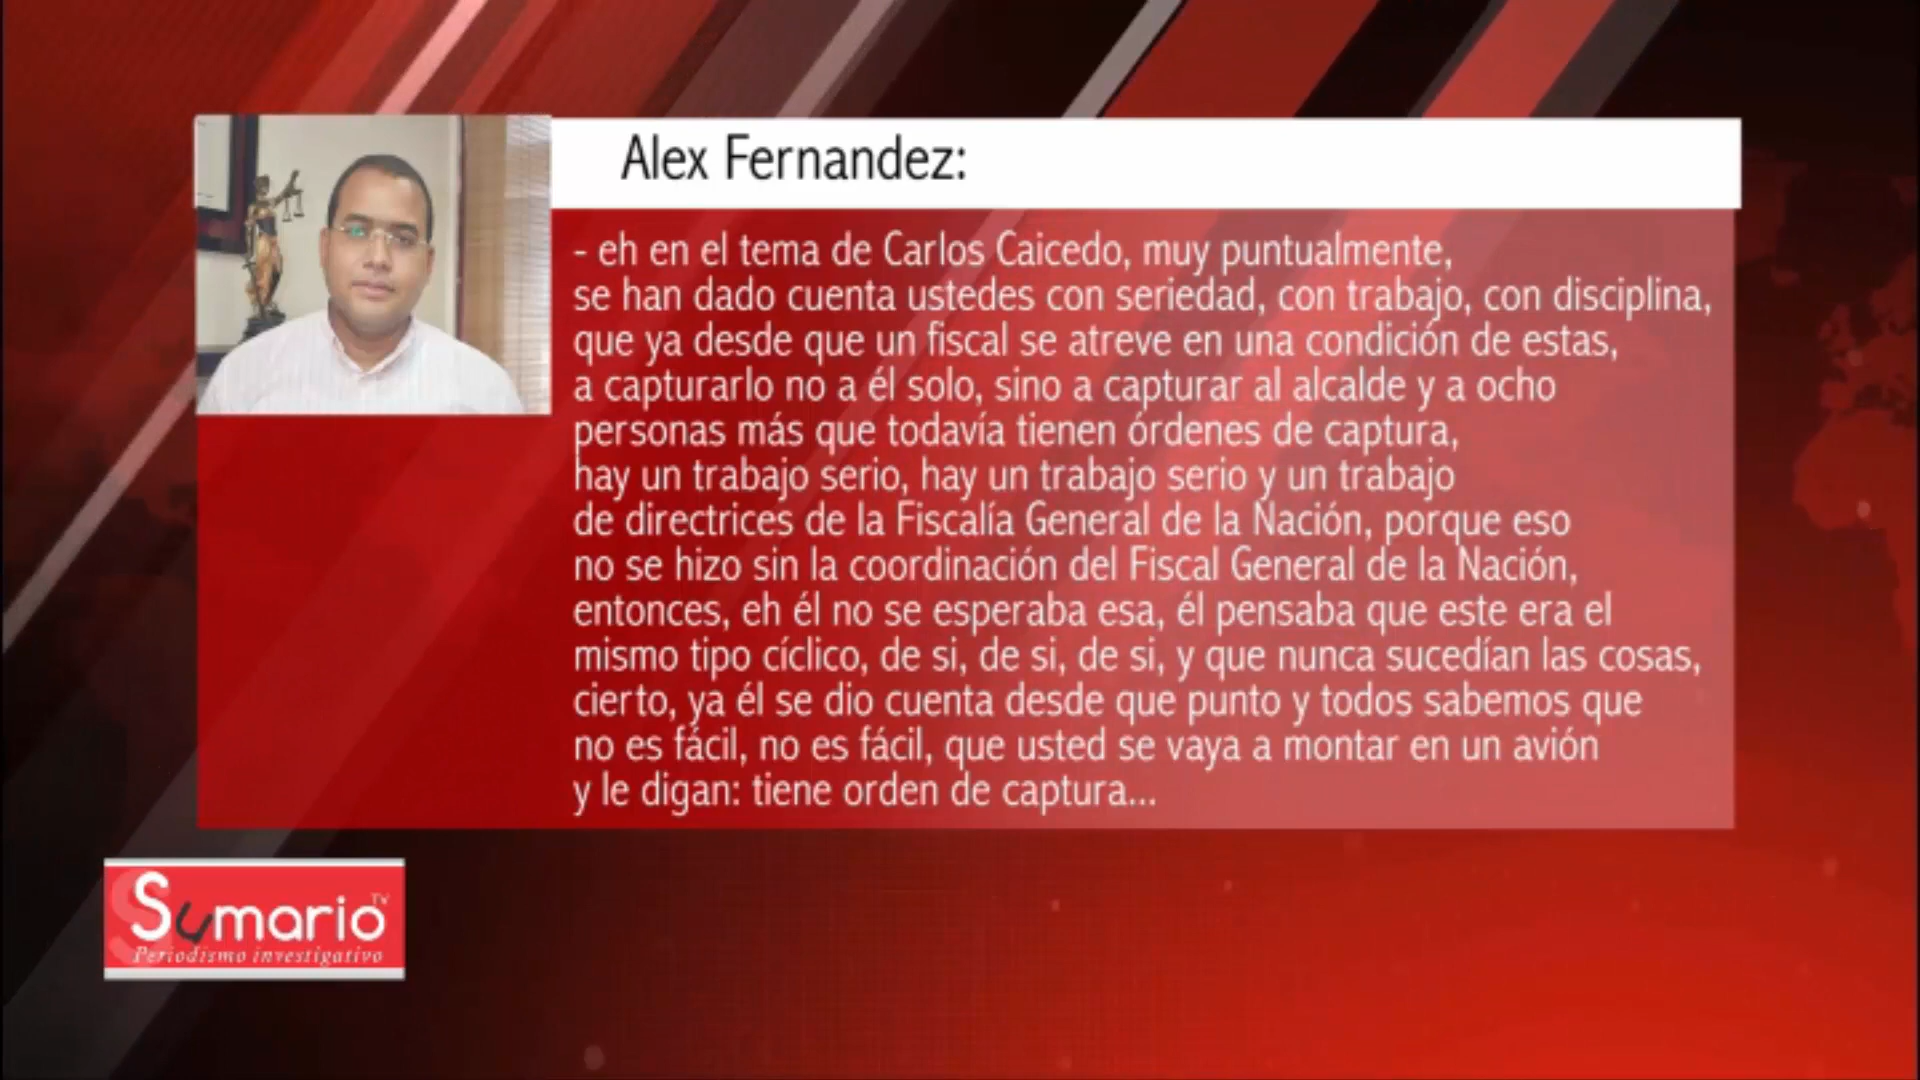 Alex Fernandez:
- eh en el tema de Carlos Caicedo, muy puntualmente,
se han dado cuenta ustedes con seriedad, con trabajo, con disciplina,
que ya desde que un fiscal se atreve en una condición de estas,
a capturarlo no a él solo, sino a capturar al alcalde y a ocho
personas más que todavía tienen órdenes de captura,
hay un trabajo serio, hay un trabajo serio y un trabajo
de directrices de la Fiscalía General de la Nación, porque eso
no se hizo sin la coordinación del Fiscal General de la Nación,
entonces, eh él no se esperaba esa, él pensaba que este era el
mismo tipo cíclico, de si, de si, de si, y que nunca sucedían las cosas,
cierto, ya él se dio cuenta desde que punto y todos sabemos que
no es fácil, no es fácil, que usted se vaya a montar en un avión
y le digan: tiene orden de captura...
Sumario TV
Periodismo investigativo